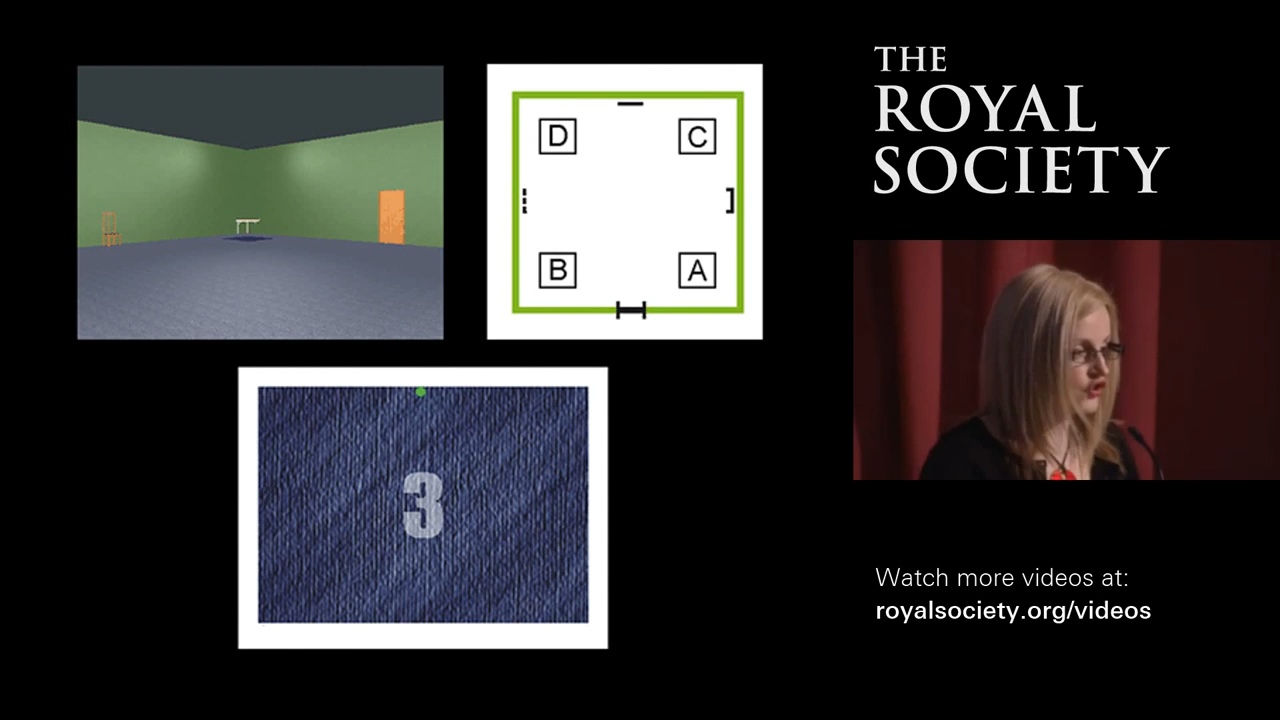 D C
B A
3
THE
ROYAL
SOCIETY
Watch more videos at:
royalsociety.org/videos